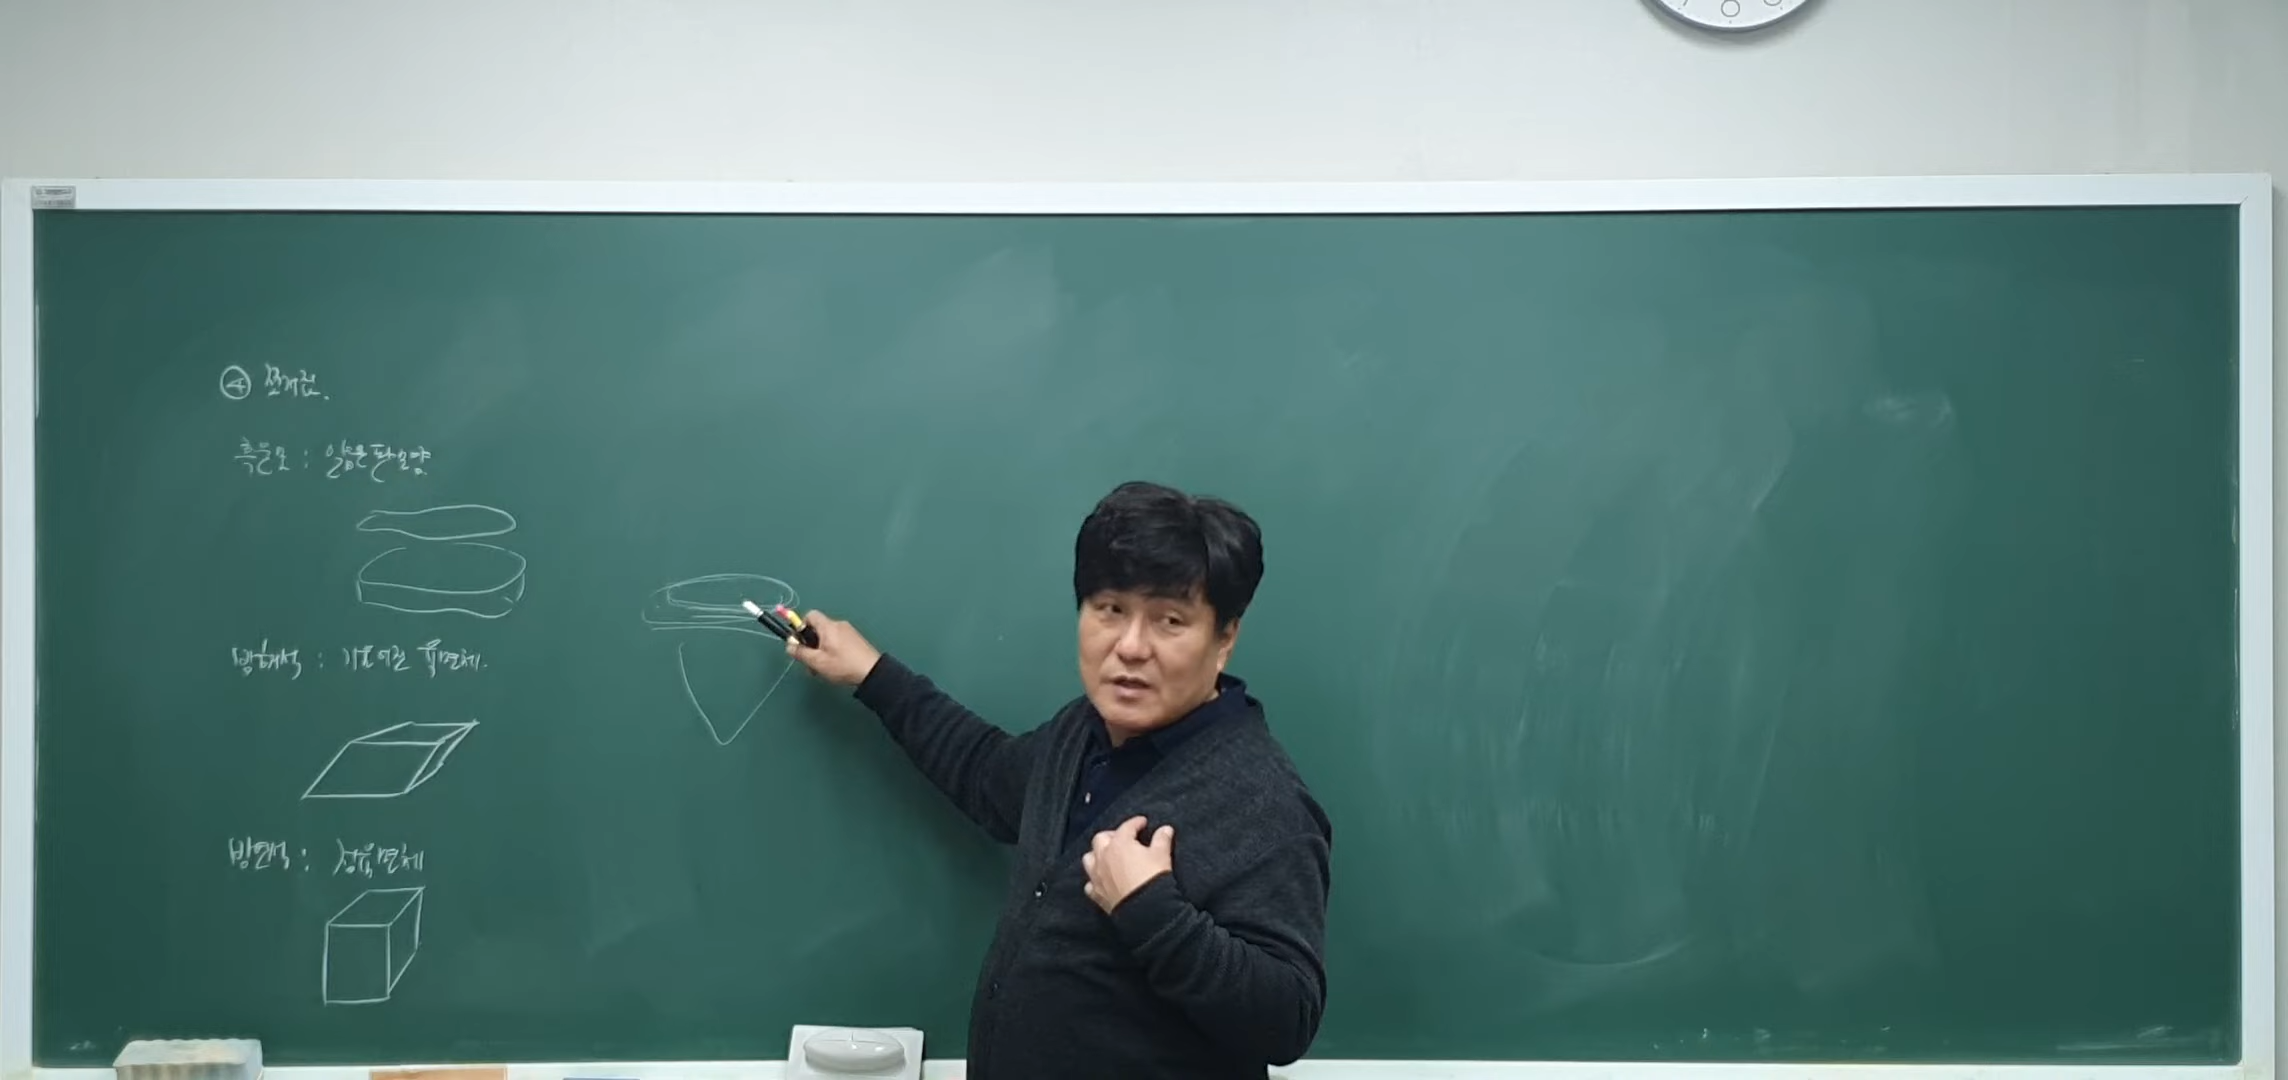 ④ 쪼개짐.
흑운모 : 얇은판모양
방해석 : 기울어진 육면체.
방연석 : 정육면체